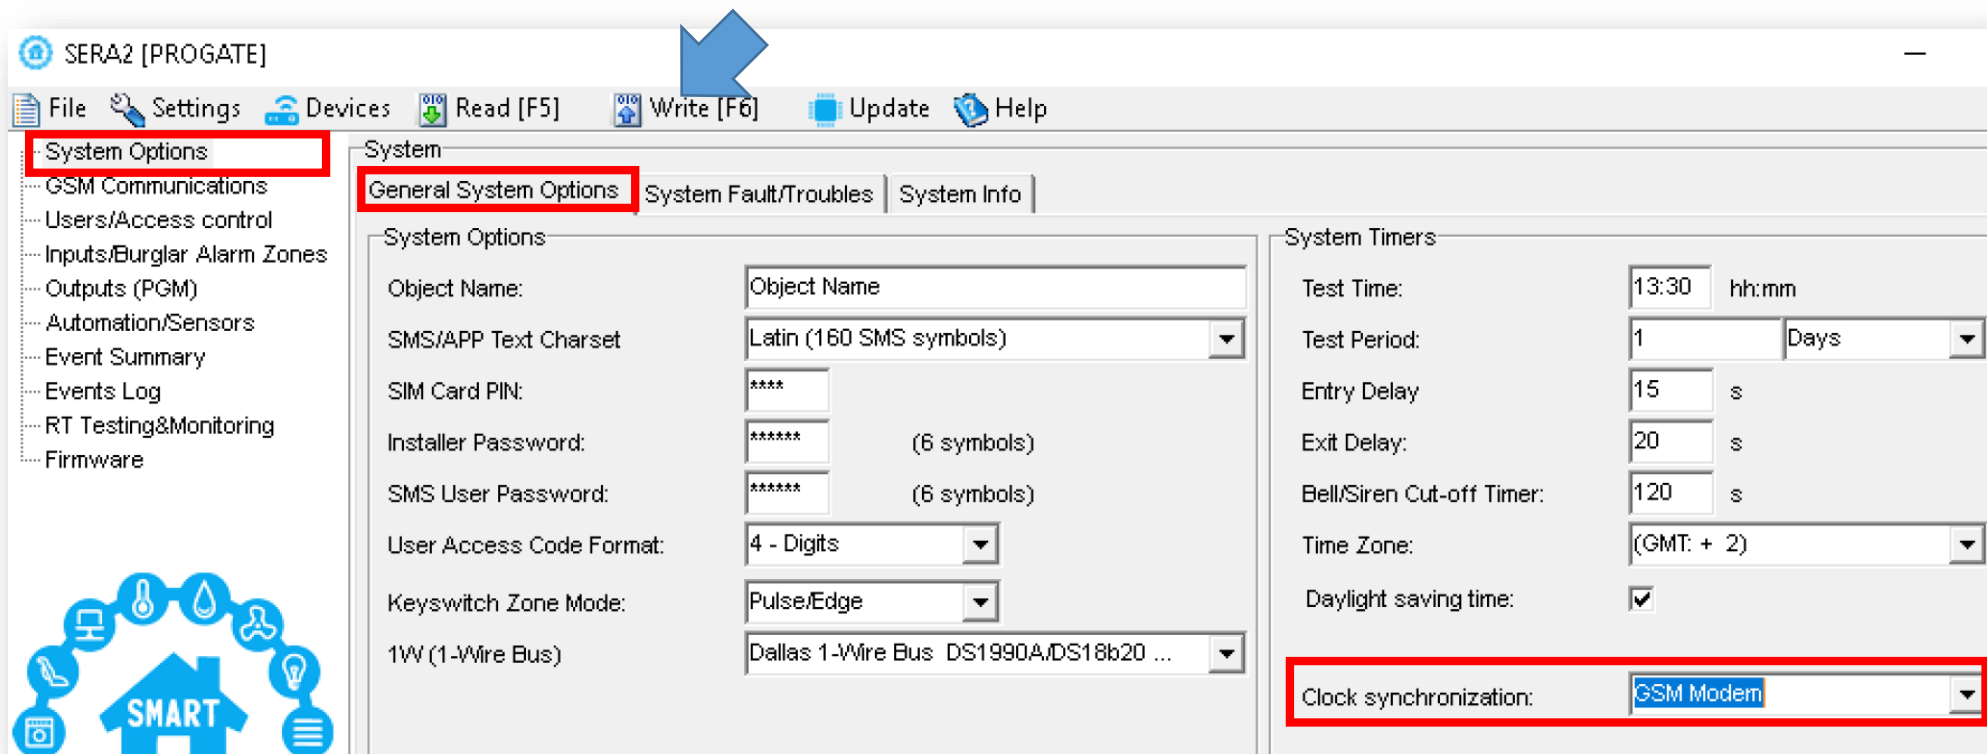 SERA2 [PROGATE]
File Settings Devices Read [F5] Write [F6] Update Help
System Options
GSM Communications
Users/Access control
Inputs/Burglar Alarm Zones
Outputs (PGM)
Automation/Sensors
Event Summary
Events Log
RT Testing&Monitoring
Firmware
SMART
System
General System Options System Fault/Troubles System Info
System Options
Object Name: Object Name
SMS/APP Text Charset Latin (160 SMS symbols)
SIM Card PIN: ****
Installer Password: ****** (6 symbols)
SMS User Password: ****** (6 symbols)
User Access Code Format: 4 - Digits
Keyswitch Zone Mode: Pulse/Edge
1W (1-Wire Bus) Dallas 1-Wire Bus DS1990A/DS18b20 ...
System Timers
Test Time: 13:30 hh:mm
Test Period: 1 Days
Entry Delay 15 s
Exit Delay: 20 s
Bell/Siren Cut-off Timer: 120 s
Time Zone: (GMT: + 2)
Daylight saving time:
Clock synchronization: GSM Modem